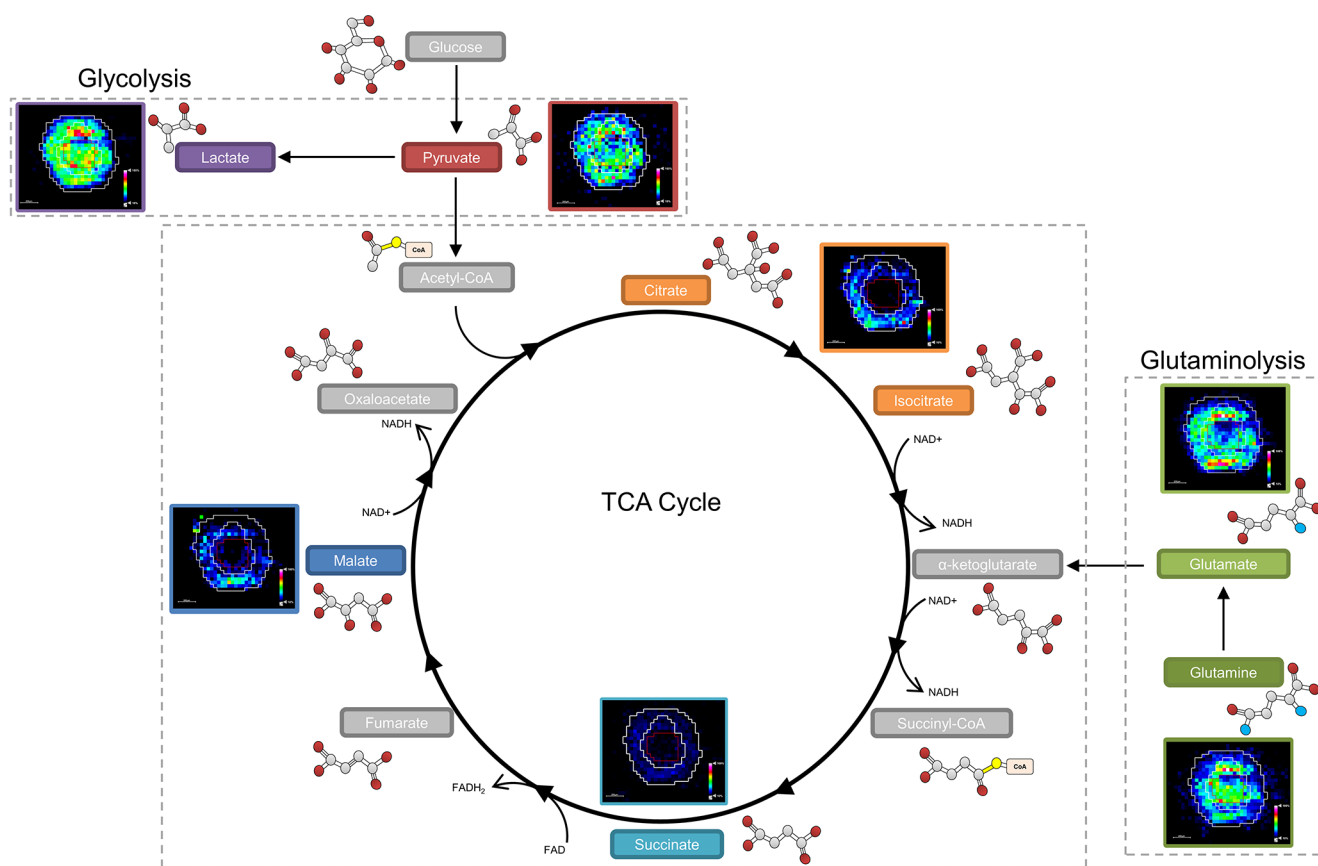 Glucose
Glycolysis
Lactate
Pyruvate
CoA
Acetyl-CoA
Citrate
Isocitrate
Oxaloacetate
NADH
NAD+
NAD+
NADH
TCA Cycle
Malate
α-ketoglutarate
NAD+
NADH
Fumarate
Succinyl-CoA
CoA
FADH₂
FAD
Succinate
Glutaminolysis
Glutamate
Glutamine